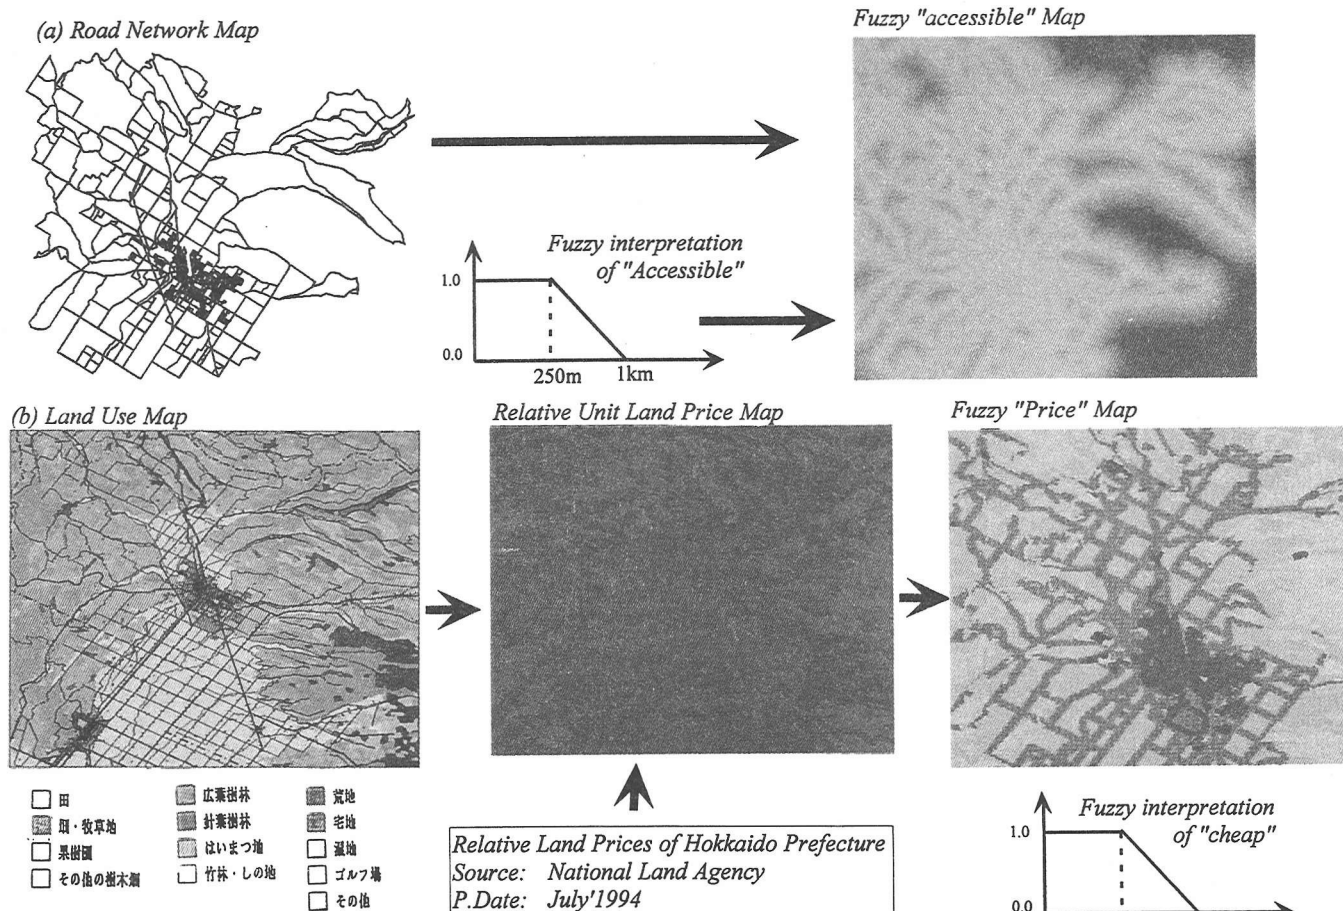 (a) Road Network Map
Fuzzy "accessible" Map
Fuzzy interpretation
of "Accessible"
1.0
0.0
250m
1km
(b) Land Use Map
Relative Unit Land Price Map
Fuzzy "Price" Map
田
畑・牧草地
果樹園
その他の樹木畑
広葉樹林
針葉樹林
はいまつ地
竹林・しの地
荒地
宅地
湿地
ゴルフ場
その他
Relative Land Prices of Hokkaido Prefecture
Source: National Land Agency
P.Date: July'1994
Fuzzy interpretation
of "cheap"
1.0
0.0